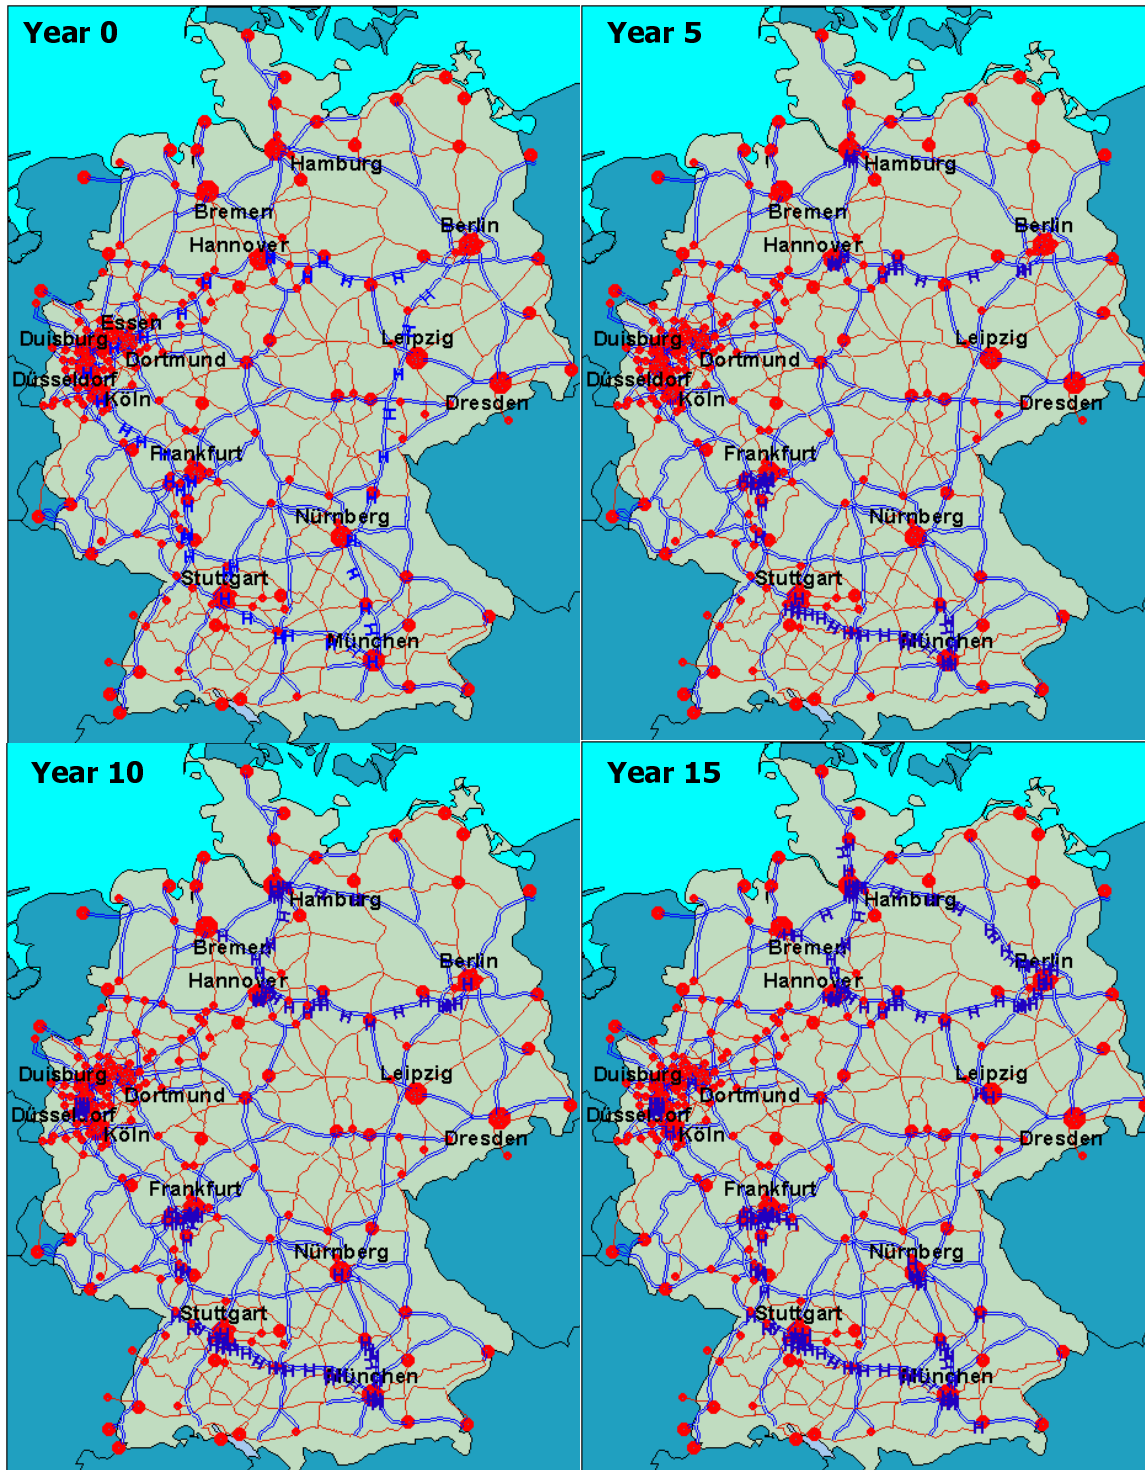 Year 0
Hamburg
Bremen
Berlin
Hannover
Essen
Duisburg
Leipzig
Dortmund
Düsseldorf
Köln
Dresden
Frankfurt
Nürnberg
Stuttgart
München
Year 5
Hamburg
Bremen
Berlin
Hannover
Duisburg
Leipzig
Dortmund
Düsseldorf
Köln
Dresden
Frankfurt
Nürnberg
Stuttgart
München
Year 10
Hamburg
Bremen
Berlin
Hannover
Duisburg
Leipzig
Dortmund
Düsseldorf
Köln
Dresden
Frankfurt
Nürnberg
Stuttgart
München
Year 15
Hamburg
Bremen
Berlin
Hannover
Duisburg
Leipzig
Dortmund
Düsseldorf
Köln
Dresden
Frankfurt
Nürnberg
Stuttgart
München